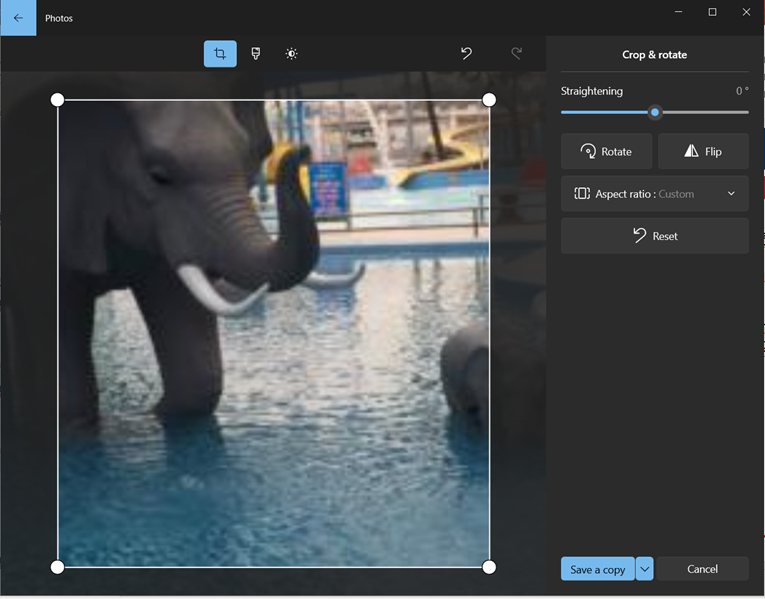 Photos
Crop & rotate
Straightening
0 °
Rotate
Flip
Aspect ratio : Custom
Reset
Save a copy
Cancel